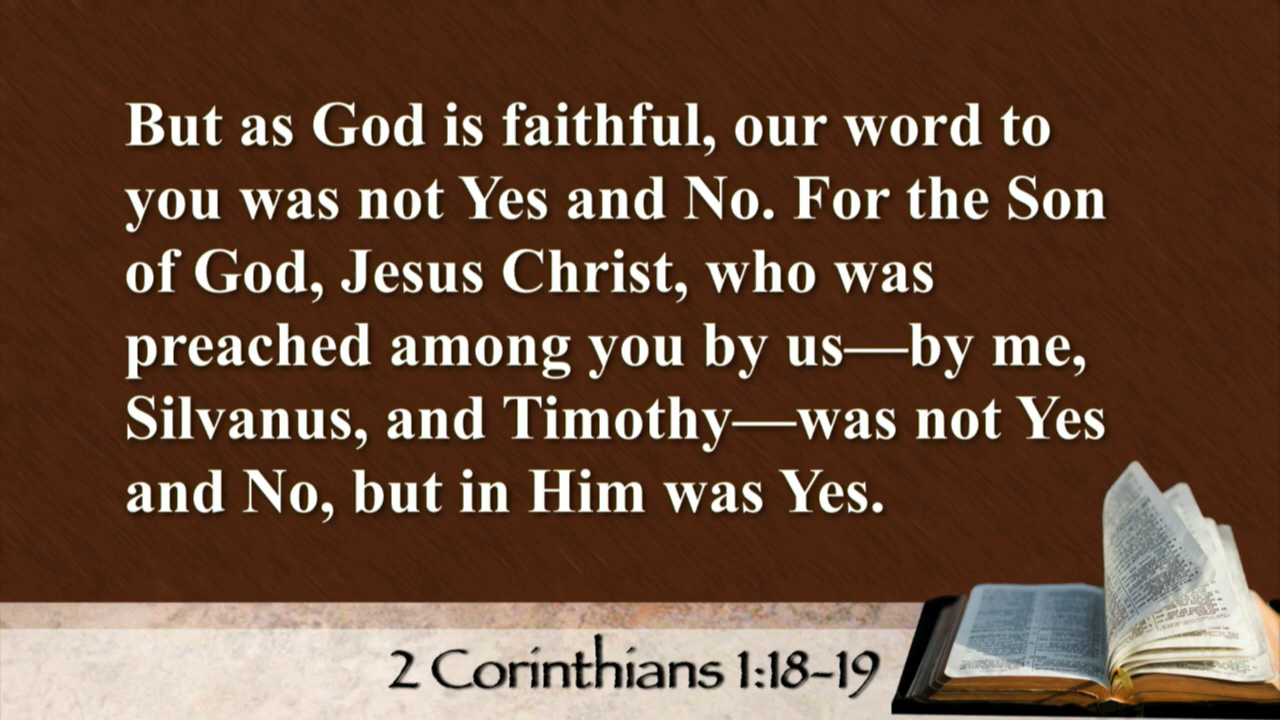 But as God is faithful, our word to
you was not Yes and No. For the Son
of God, Jesus Christ, who was
preached among you by us—by me,
Silvanus, and Timothy—was not Yes
and No, but in Him was Yes.
2 Corinthians 1:18-19